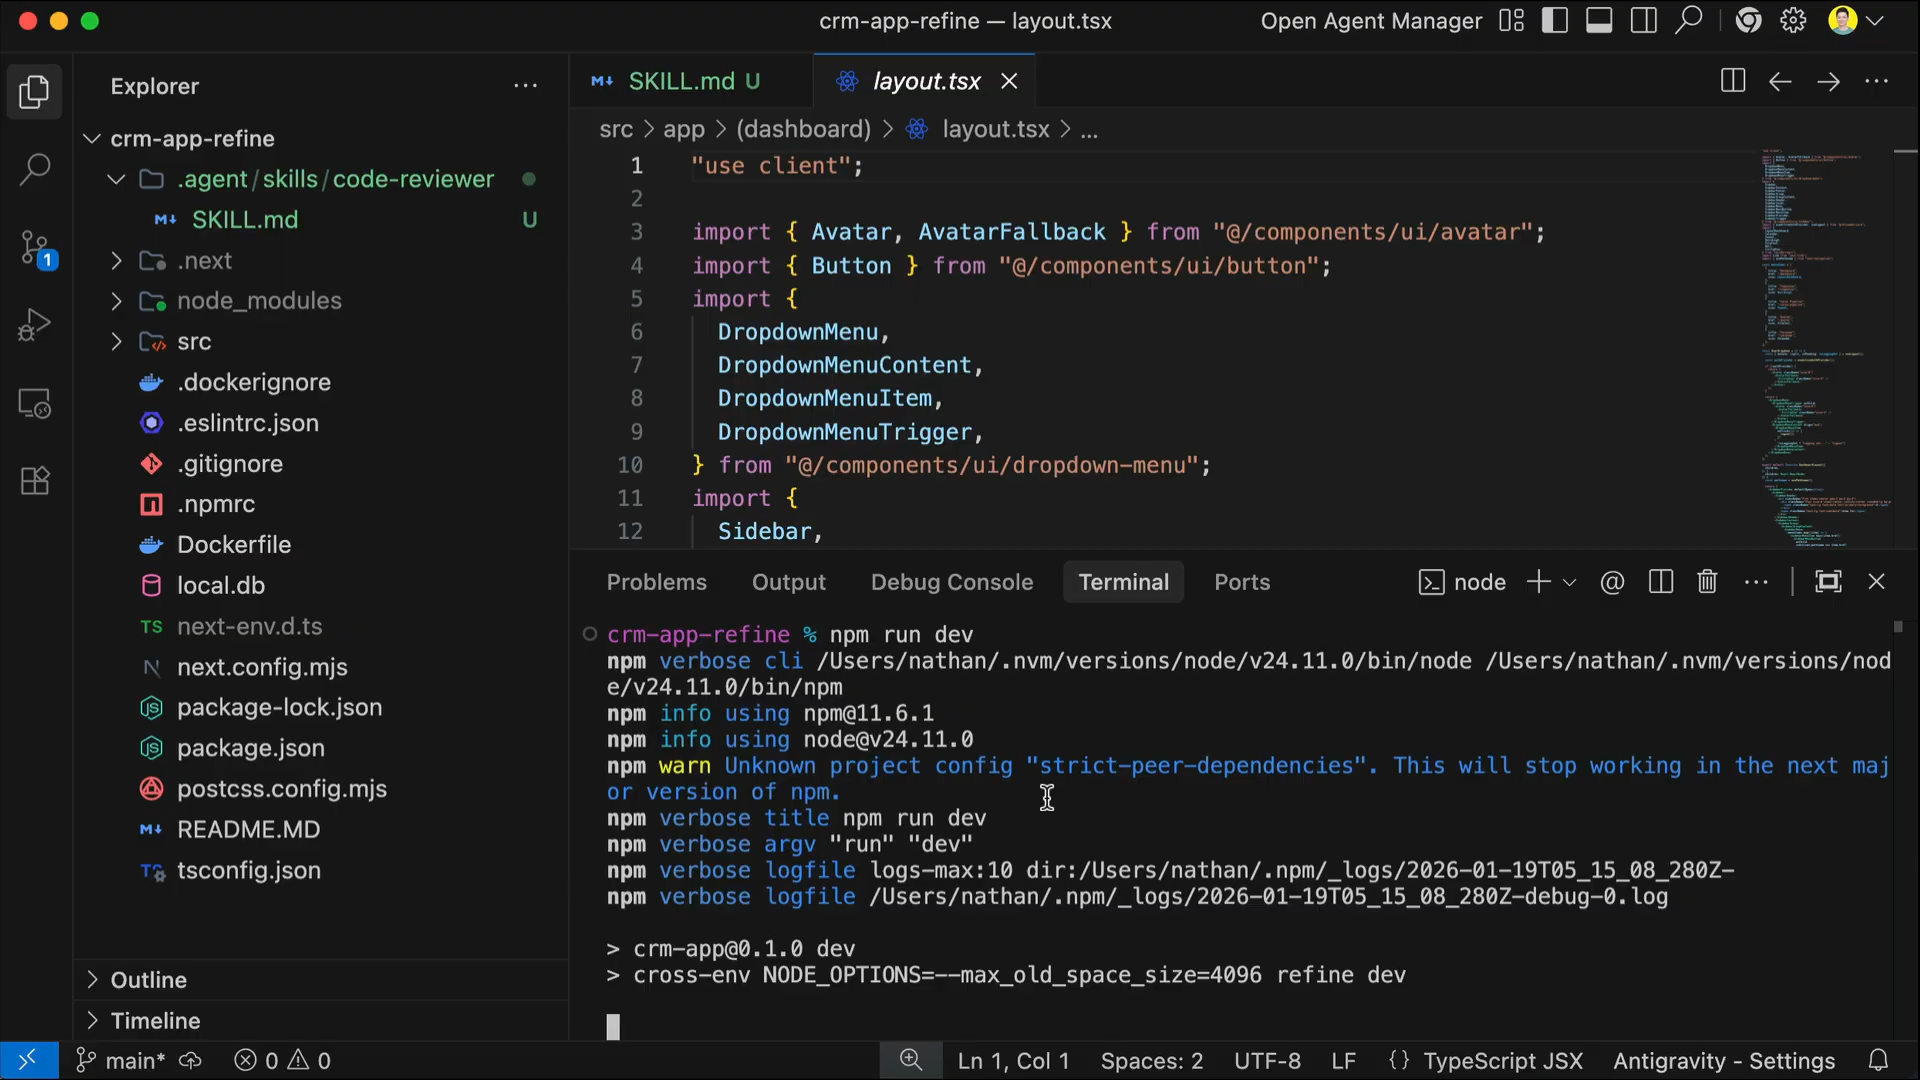 crm-app-refine — layout.tsx
Open Agent Manager
Explorer
crm-app-refine
.agent/skills/code-reviewer
SKILL.md U
.next
node_modules
src
.dockerignore
.eslintrc.json
.gitignore
.npmrc
Dockerfile
local.db
TS next-env.d.ts
next.config.mjs
package-lock.json
package.json
postcss.config.mjs
README.MD
tsconfig.json
Outline
Timeline
1
SKILL.md U
layout.tsx
src > app > (dashboard) > layout.tsx > ...
1 "use client";
2
3 import { Avatar, AvatarFallback } from "@/components/ui/avatar";
4 import { Button } from "@/components/ui/button";
5 import {
6 DropdownMenu,
7 DropdownMenuContent,
8 DropdownMenuItem,
9 DropdownMenuTrigger,
10 } from "@/components/ui/dropdown-menu";
11 import {
12 Sidebar,
Problems Output Debug Console Terminal Ports
node
crm-app-refine % npm run dev
npm verbose cli /Users/nathan/.nvm/versions/node/v24.11.0/bin/node /Users/nathan/.nvm/versions/nod
e/v24.11.0/bin/npm
npm info using npm@11.6.1
npm info using node@v24.11.0
npm warn Unknown project config "strict-peer-dependencies". This will stop working in the next maj
or version of npm.
npm verbose title npm run dev
npm verbose argv "run" "dev"
npm verbose logfile logs-max:10 dir:/Users/nathan/.npm/_logs/2026-01-19T05_15_08_280Z-
npm verbose logfile /Users/nathan/.npm/_logs/2026-01-19T05_15_08_280Z-debug-0.log
> crm-app@0.1.0 dev
> cross-env NODE_OPTIONS=--max_old_space_size=4096 refine dev
main* 0 0
Ln 1, Col 1 Spaces: 2 UTF-8 LF {} TypeScript JSX Antigravity - Settings